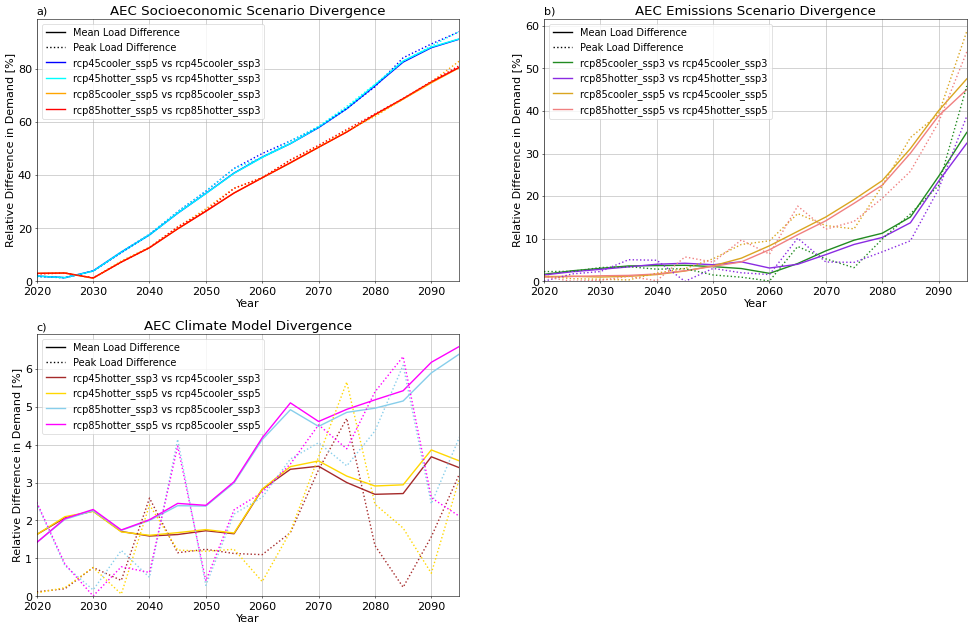 a)
AEC Socioeconomic Scenario Divergence
Mean Load Difference
Peak Load Difference
rcp45cooler_ssp5 vs rcp45cooler_ssp3
rcp45hotter_ssp5 vs rcp45hotter_ssp3
rcp85cooler_ssp5 vs rcp85cooler_ssp3
rcp85hotter_ssp5 vs rcp85hotter_ssp3
Relative Difference in Demand [%]
80
60
40
20
0
2020 2030 2040 2050 2060 2070 2080 2090
Year
b)
AEC Emissions Scenario Divergence
Mean Load Difference
Peak Load Difference
rcp85cooler_ssp3 vs rcp45cooler_ssp3
rcp85hotter_ssp3 vs rcp45hotter_ssp3
rcp85cooler_ssp5 vs rcp45cooler_ssp5
rcp85hotter_ssp5 vs rcp45hotter_ssp5
Relative Difference in Demand [%]
60
50
40
30
20
10
0
2020 2030 2040 2050 2060 2070 2080 2090
Year
c)
AEC Climate Model Divergence
Mean Load Difference
Peak Load Difference
rcp45hotter_ssp3 vs rcp45cooler_ssp3
rcp45hotter_ssp5 vs rcp45cooler_ssp5
rcp85hotter_ssp3 vs rcp85cooler_ssp3
rcp85hotter_ssp5 vs rcp85cooler_ssp5
Relative Difference in Demand [%]
6
5
4
3
2
1
0
2020 2030 2040 2050 2060 2070 2080 2090
Year